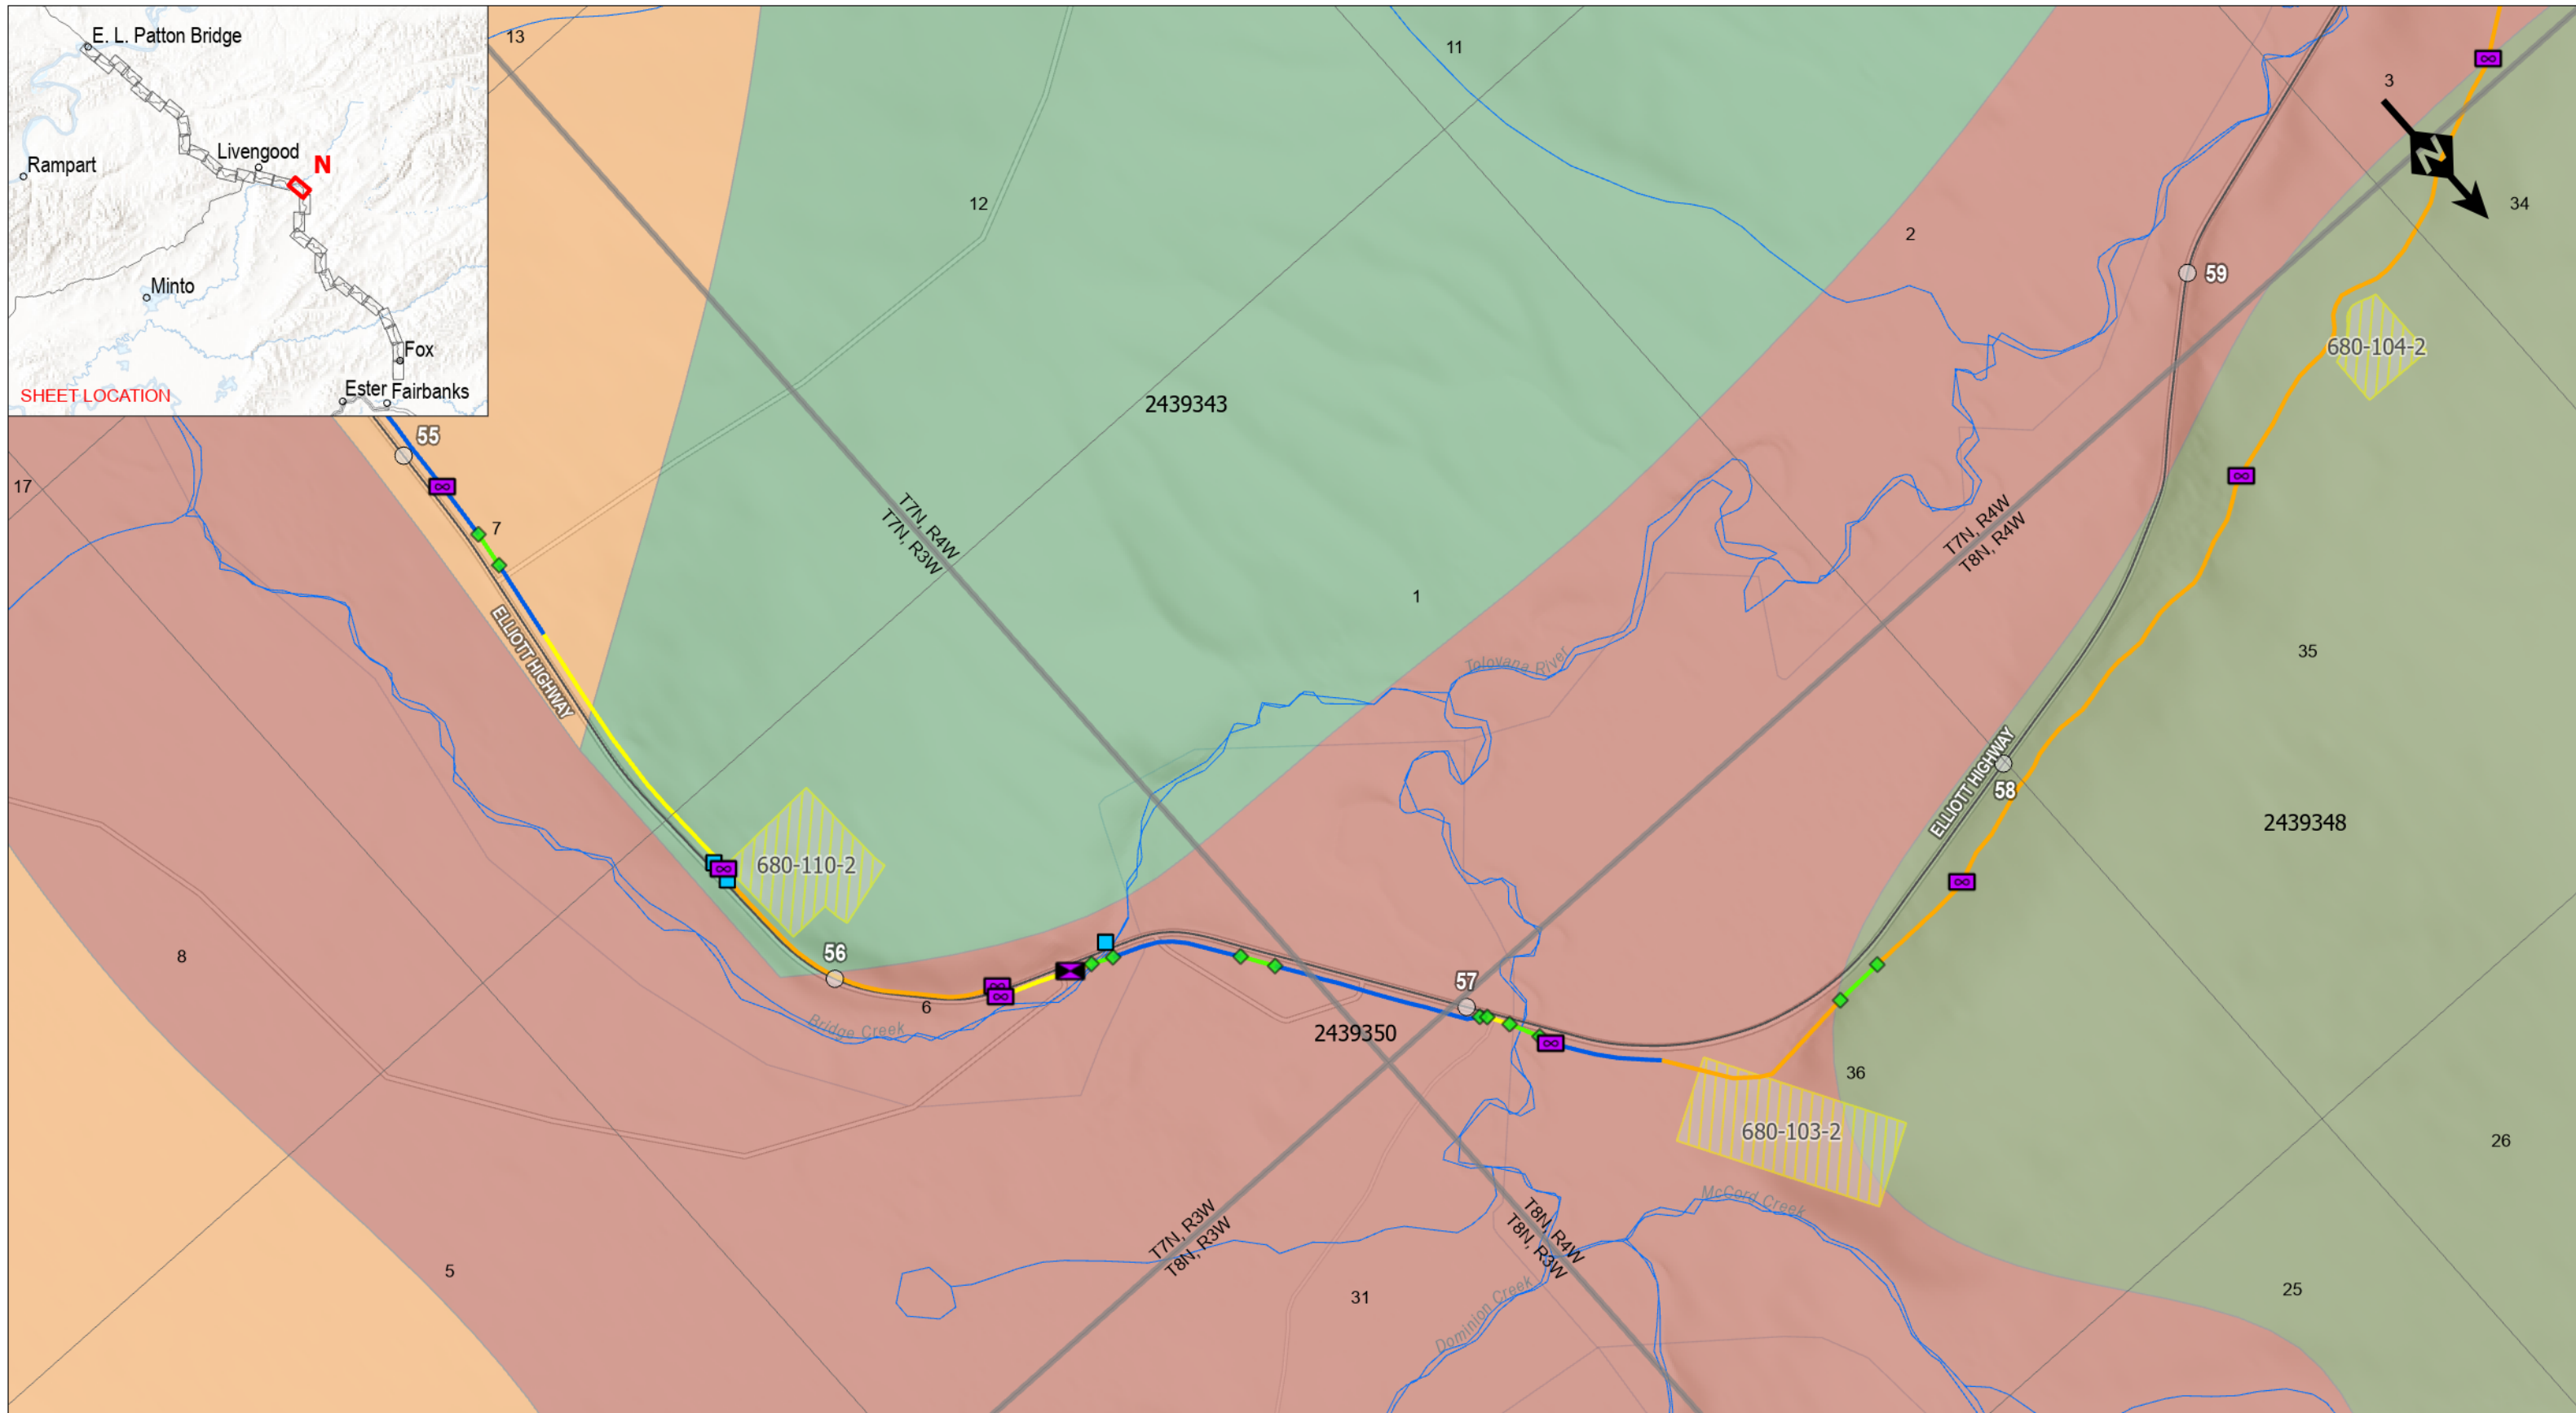 E. L. Patton Bridge
Livengood
N
Rampart
Minto
Fox
Ester
Fairbanks
SHEET LOCATION
13
11
3
N
34
12
2
59
2439343
680-104-2
55
17
7
T7N, R4W
T7N, R3W
T7N, R4W
T8N, R4W
1
ELLIOTT HIGHWAY
35
Tolovana River
ELLIOTT HIGHWAY
58
2439348
680-110-2
56
8
57
6
Bridge Creek
2439350
36
680-103-2
26
McCord Creek
T7N, R3W
T8N, R3W
T8N, R4W
T8N, R3W
5
31
Dominion Creek
25